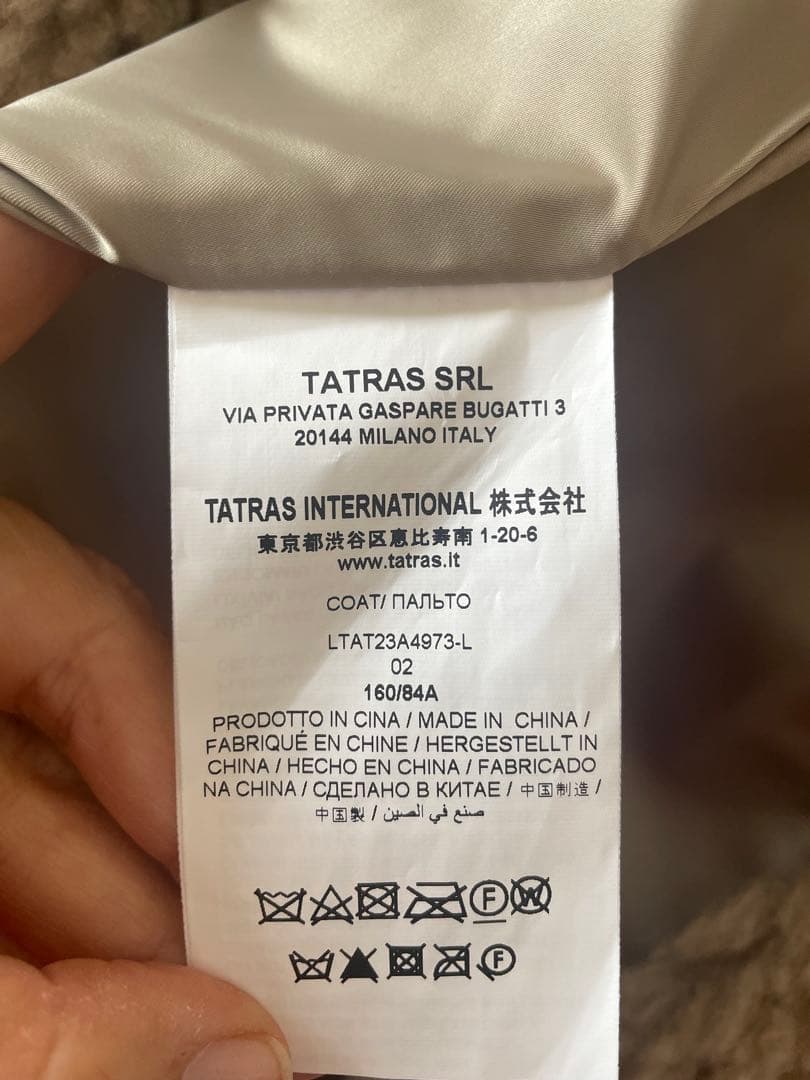 TATRAS SRL
VIA PRIVATA GASPARE BUGATTI 3
20144 MILANO ITALY
TATRAS INTERNATIONAL 株式会社
東京都渋谷区恵比寿南 1-20-6
www.tatras.it
COAT/ ПАЛЬТО
LTAT23A4973-L
02
160/84A
PRODOTTO IN CINA / MADE IN CHINA /
FABRIQUÉ EN CHINE / HERGESTELLT IN
CHINA / HECHO EN CHINA / FABRICADO
NA CHINA / СДЕЛАНО В КИТАЕ / 中国制造 /
中国製 / صنع في الصين
F W
F